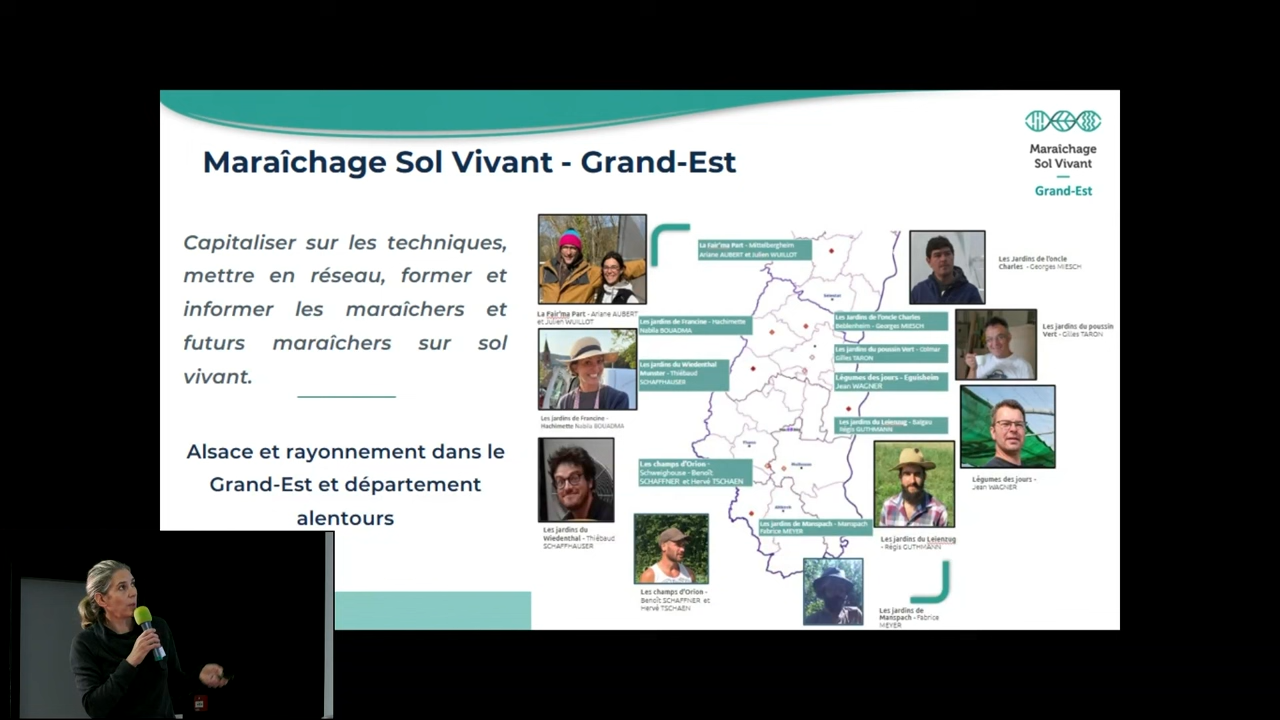 Maraîchage Sol Vivant - Grand-Est
Maraîchage
Sol Vivant
Grand-Est
Capitaliser sur les techniques,
mettre en réseau, former et
informer les maraîchers et
futurs maraîchers sur sol
vivant.
Alsace et rayonnement dans le
Grand-Est et département
alentours
La Fair'ma Part - Ariane AUBERT
et Julien WUILLOT
La Fair'ma Part - Mittelbergheim
Ariane AUBERT et Julien WUILLOT
Les Jardins de l'oncle
Charles - Georges MIESCH
Les jardins de Francine - Hachimette
Nabila BOUADMA
Les jardins de l'oncle Charles
Georges MIESCH
Les jardins du poussin
Vert - Gilles TARON
Les jardins du poussin Vert - Colmar
Gilles TARON
Les jardins du Wiedenthal
Munster - Thiébaud
SCHAFFHAUSER
Légumes des jours - Eguisheim
Jean WAGNER
Les jardins de Francine -
Hachimette Nabila BOUADMA
Les jardins du Leienzug - Balgau
Régis GUTHMANN
Les champs d'Orion -
Schweighouse - Benoît
SCHAFFNER et Hervé TSCHAEN
Légumes des jours -
Jean WAGNER
Les jardins du
Wiedenthal - Thiébaud
SCHAFFHAUSER
Les jardins de Manspach - Manspach
Fabrice MEYER
Les jardins du Leienzug
- Régis GUTHMANN
Les champs d'Orion -
Benoît SCHAFFNER et
Hervé TSCHAEN
Les jardins de
Manspach - Fabrice
MEYER